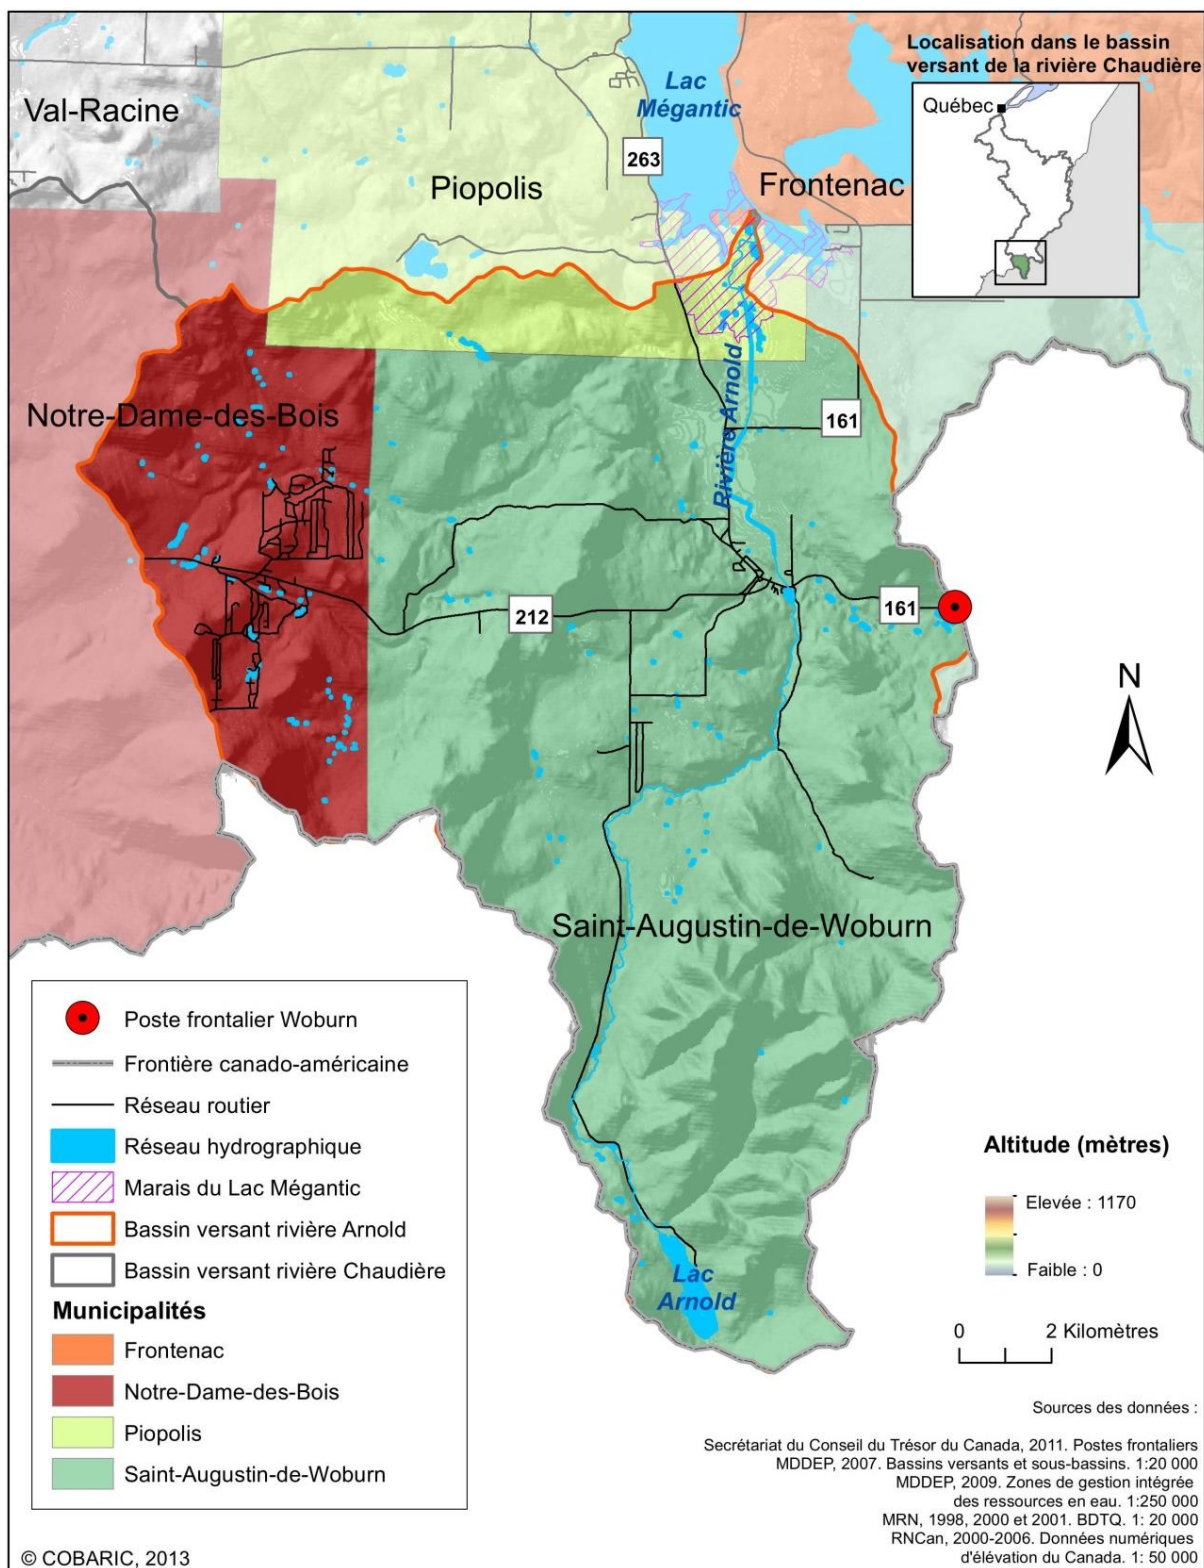 Localisation dans le bassin
versant de la rivière Chaudière
Québec
Lac
Mégantic
Val-Racine
263
Piopolis
Frontenac
Notre-Dame-des-Bois
Rivière Arnold
161
212
161
N
Saint-Augustin-de-Woburn
Lac
Arnold
Poste frontalier Woburn
Frontière canado-américaine
Réseau routier
Réseau hydrographique
Marais du Lac Mégantic
Bassin versant rivière Arnold
Bassin versant rivière Chaudière
Municipalités
Frontenac
Notre-Dame-des-Bois
Piopolis
Saint-Augustin-de-Woburn
Altitude (mètres)
Elevée : 1170
Faible : 0
0 2 Kilomètres
Sources des données :
Secrétariat du Conseil du Trésor du Canada, 2011. Postes frontaliers
MDDEP, 2007. Bassins versants et sous-bassins. 1:20 000
MDDEP, 2009. Zones de gestion intégrée
des ressources en eau. 1:250 000
MRN, 1998, 2000 et 2001. BDTQ. 1: 20 000
RNCan, 2000-2006. Données numériques
d'élévation du Canada. 1: 50 000
© COBARIC, 2013